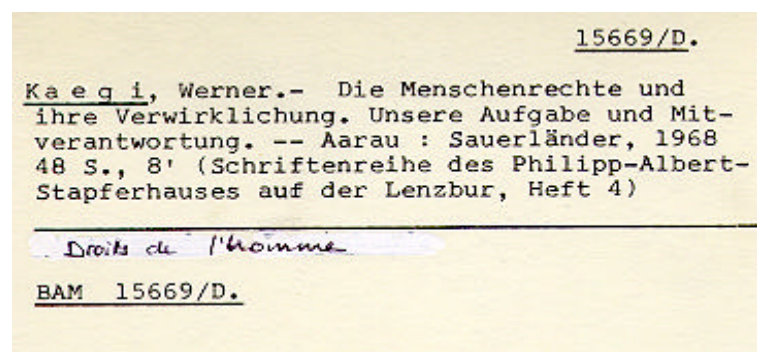 15669/D.
K a e g i, Werner.- Die Menschenrechte und
ihre Verwirklichung. Unsere Aufgabe und Mit-
verantwortung. -- Aarau : Sauerländer, 1968
48 S., 8' (Schriftenreihe des Philipp-Albert-
Stapferhauses auf der Lenzbur, Heft 4)
Droits de l'homme
BAM 15669/D.